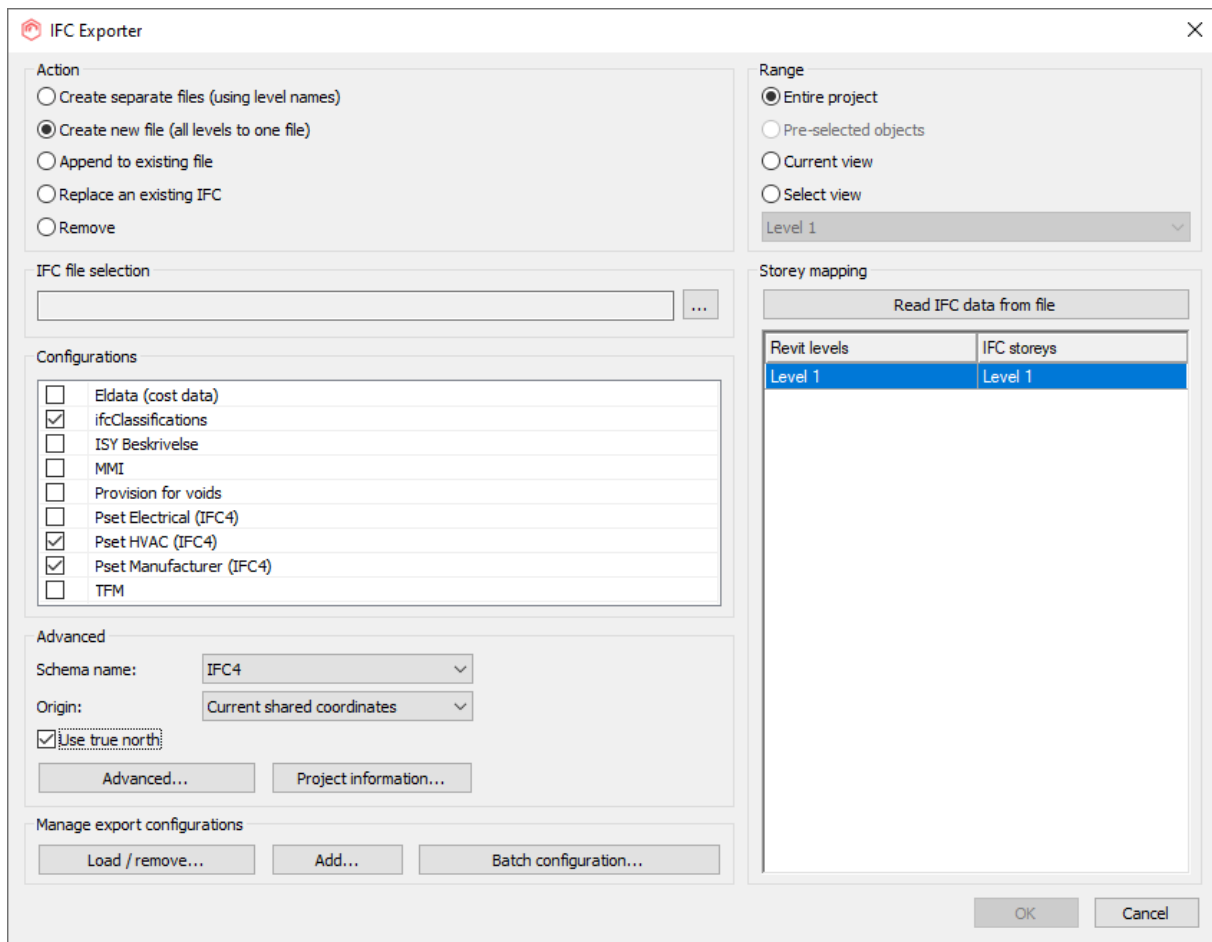 IFC Exporter
Action
Create separate files (using level names)
Create new file (all levels to one file)
Append to existing file
Replace an existing IFC
Remove
Range
Entire project
Pre-selected objects
Current view
Select view
Level 1
IFC file selection
...
Storey mapping
Read IFC data from file
Revit levels IFC storeys
Level 1 Level 1
Configurations
Eldata (cost data)
ifcClassifications
ISY Beskrivelse
MMI
Provision for voids
Pset Electrical (IFC4)
Pset HVAC (IFC4)
Pset Manufacturer (IFC4)
TFM
Advanced
Schema name: IFC4
Origin: Current shared coordinates
Use true north
Advanced... Project information...
Manage export configurations
Load / remove... Add... Batch configuration...
OK Cancel